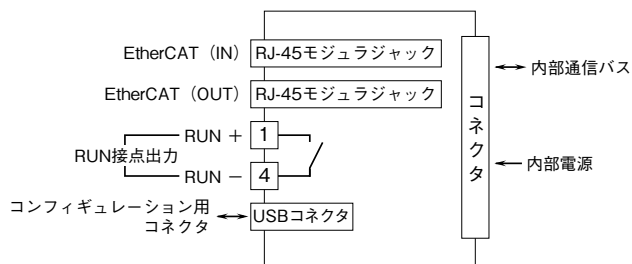 EtherCAT（IN） RJ-45モジュラジャック
EtherCAT（OUT） RJ-45モジュラジャック
RUN + 1
RUN接点出力
RUN − 4
コンフィギュレーション用
コネクタ
USBコネクタ
コネクタ
内部通信バス
内部電源